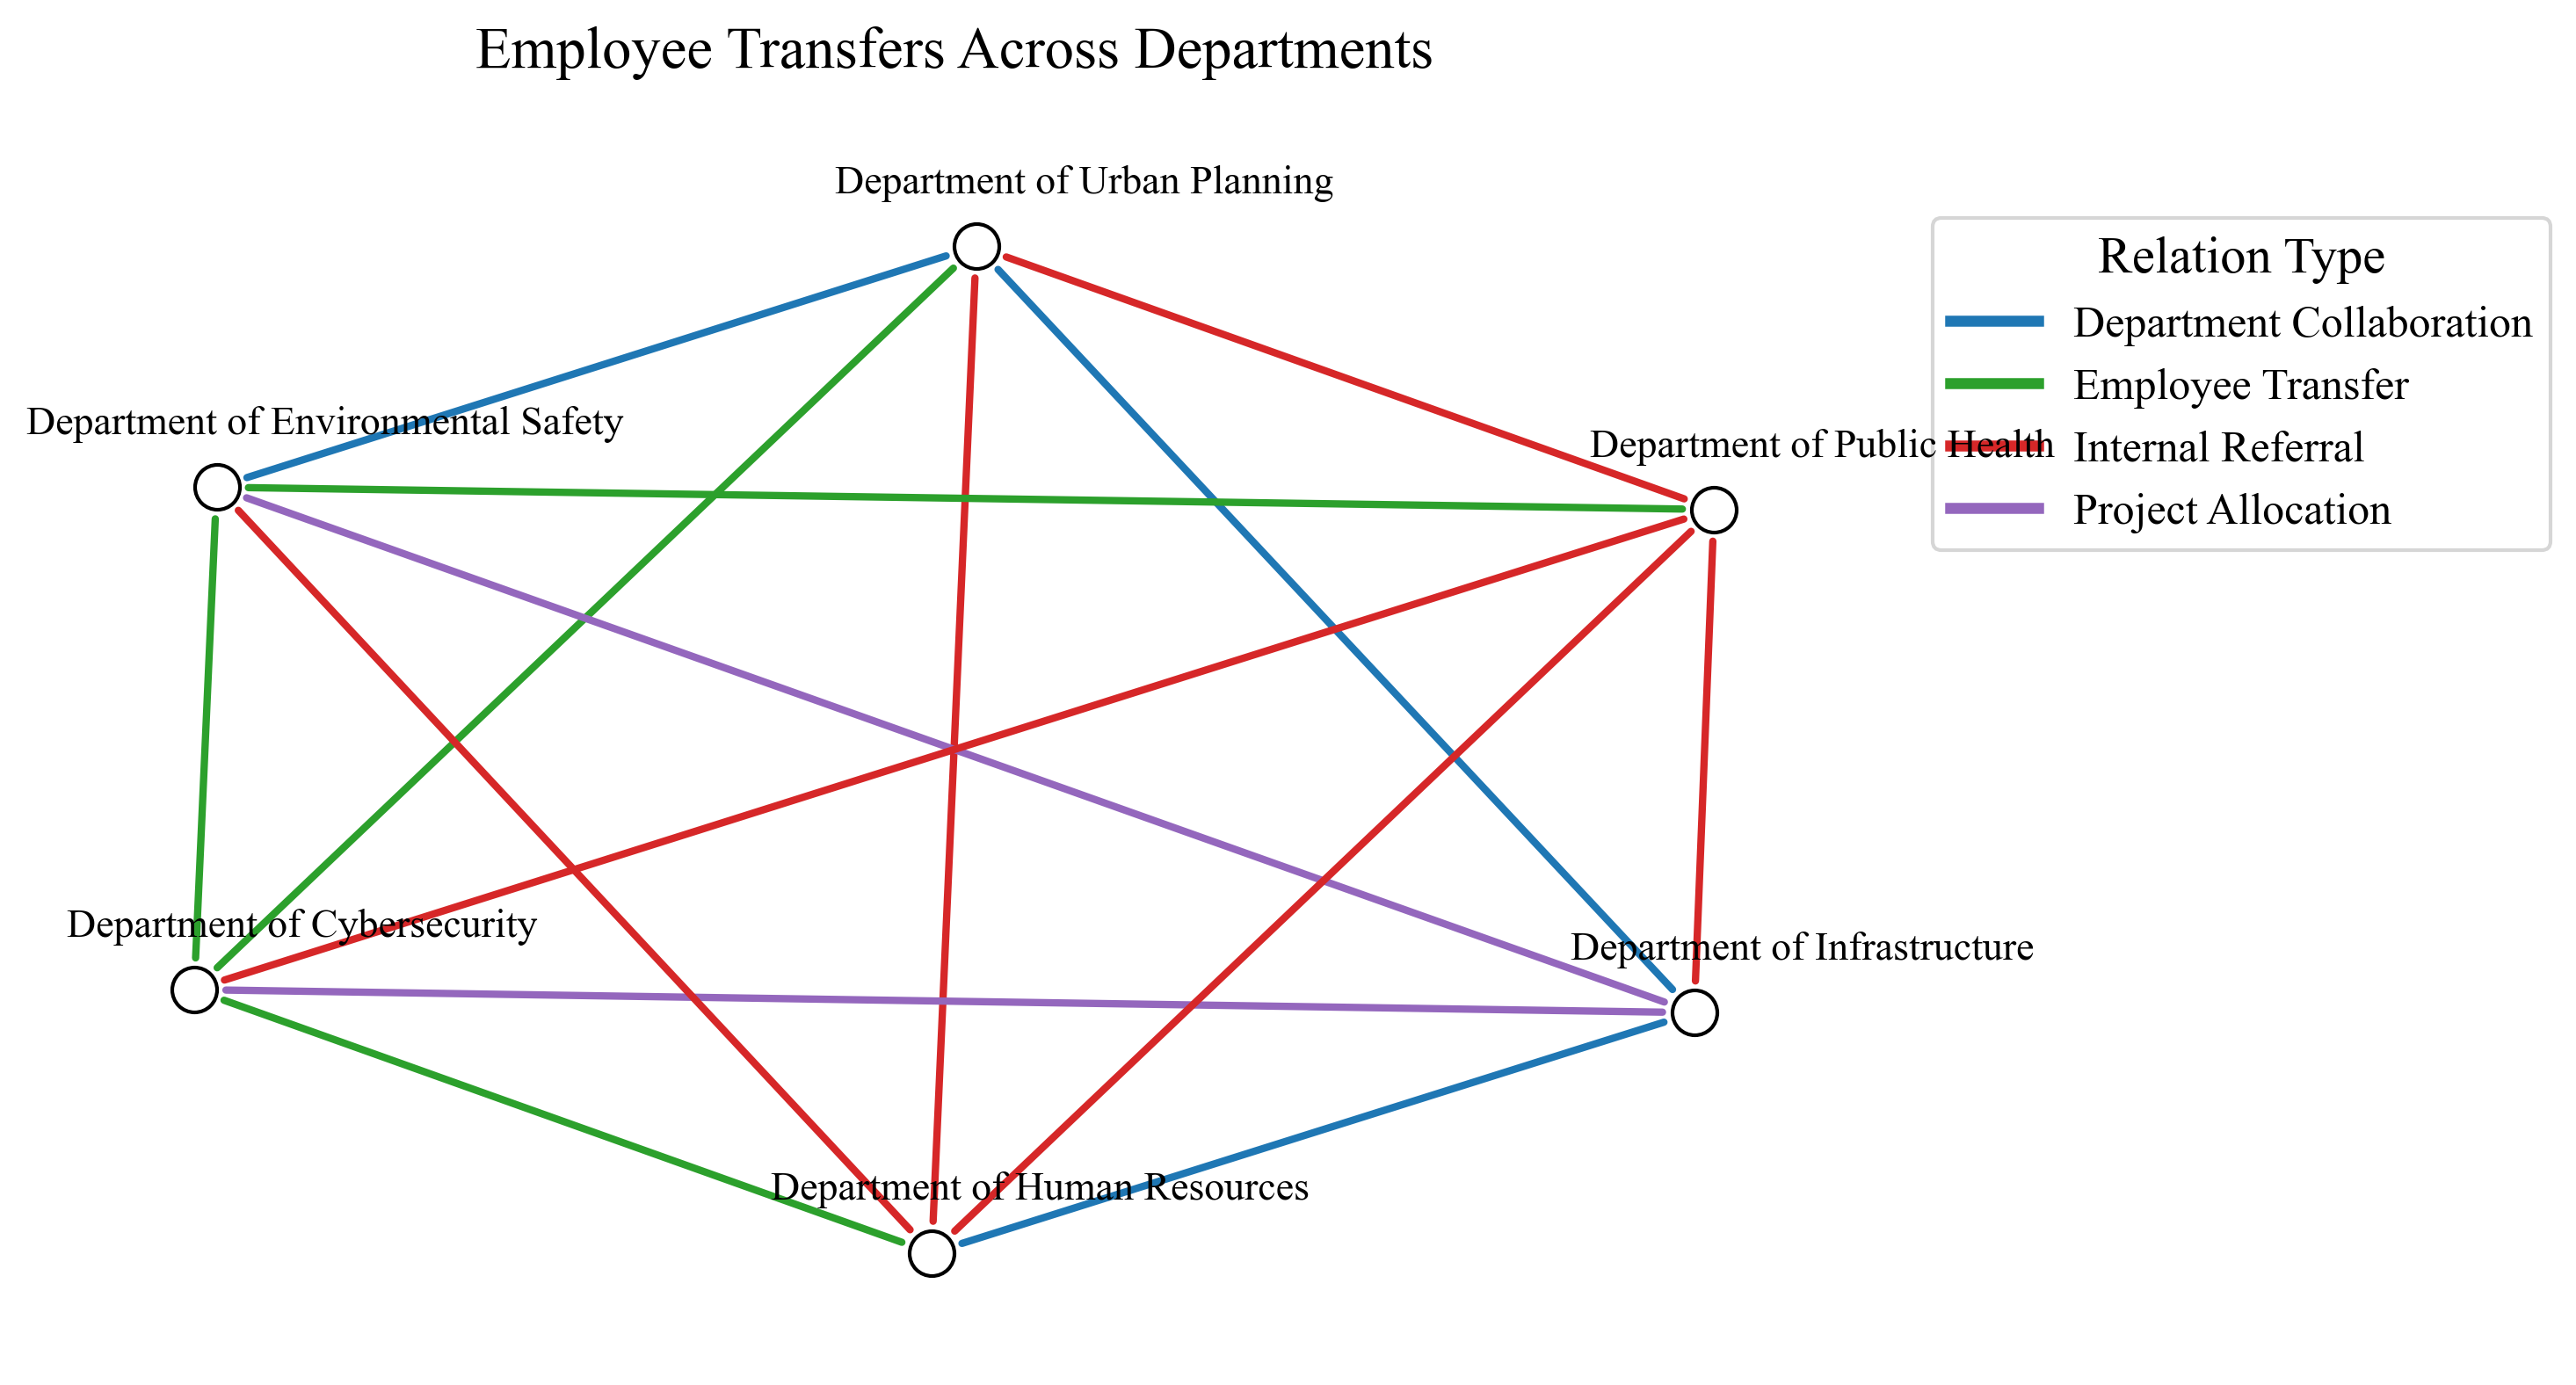 Employee Transfers Across Departments
Department of Urban Planning
Department of Environmental Safety
Department of Public Health
Department of Cybersecurity
Department of Infrastructure
Department of Human Resources
Relation Type
Department Collaboration
Employee Transfer
Internal Referral
Project Allocation